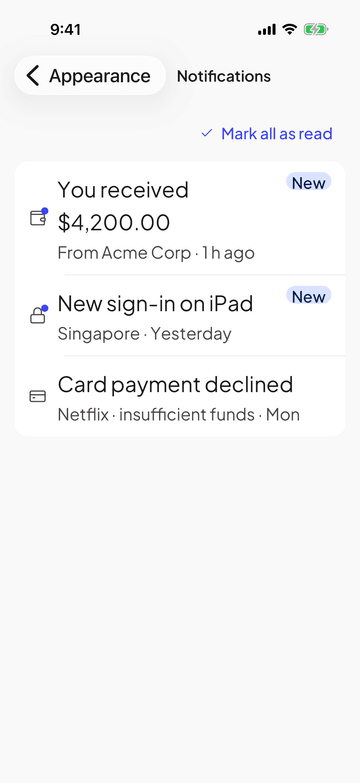 9:41
Appearance
Notifications
Mark all as read
You received
$4,200.00
New
From Acme Corp · 1 h ago
New sign-in on iPad
New
Singapore · Yesterday
Card payment declined
Netflix · insufficient funds · Mon